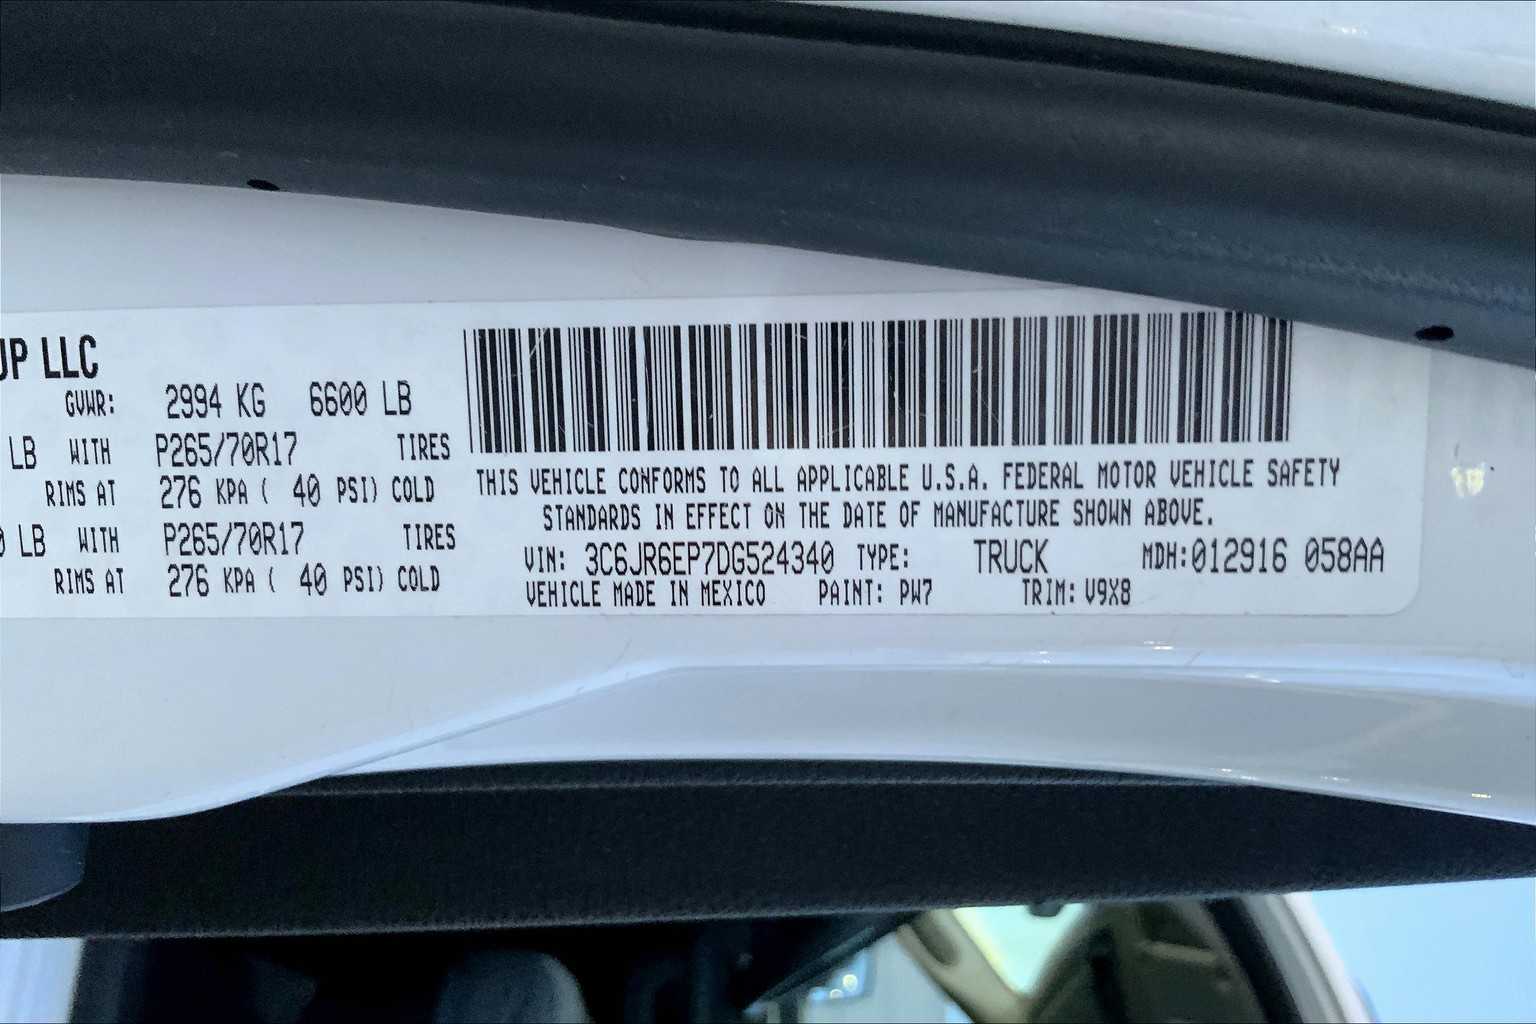 UP LLC
GVWR: 2994 KG 6600 LB
LB WITH P265/70R17 TIRES
RIMS AT 276 KPA ( 40 PSI) COLD
0 LB WITH P265/70R17 TIRES
RIMS AT 276 KPA ( 40 PSI) COLD
THIS VEHICLE CONFORMS TO ALL APPLICABLE U.S.A. FEDERAL MOTOR VEHICLE SAFETY
STANDARDS IN EFFECT ON THE DATE OF MANUFACTURE SHOWN ABOVE.
VIN: 3C6JR6EP7DG524340 TYPE: TRUCK MDH:012916 058AA
VEHICLE MADE IN MEXICO PAINT: PW7 TRIM: V9X8